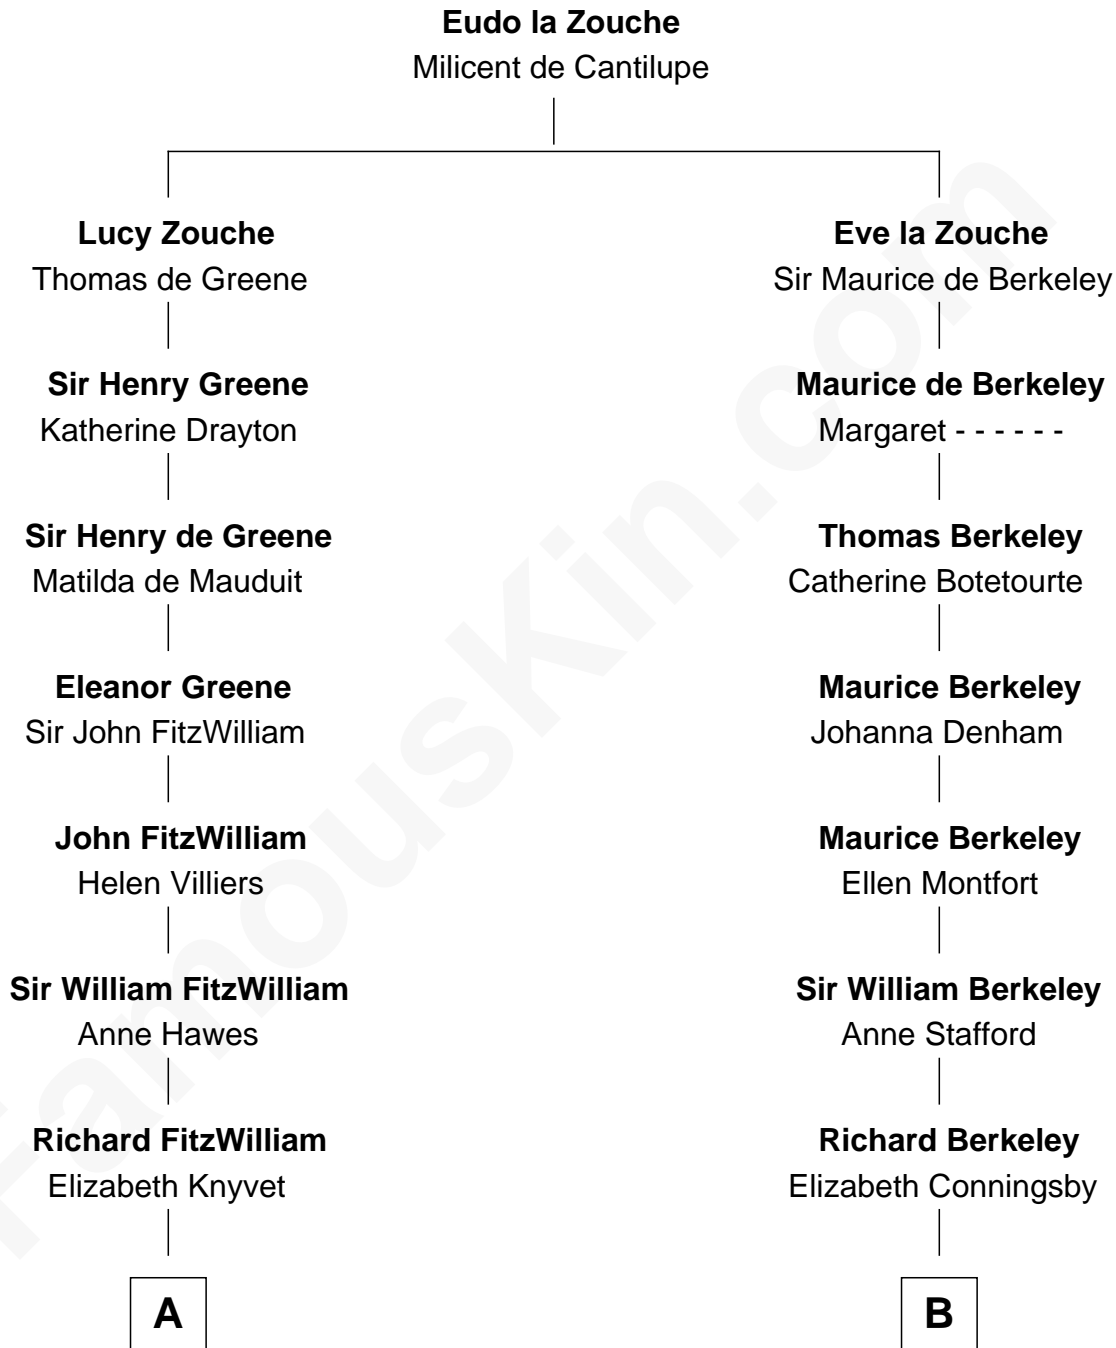 Eudo la Zouche
Milicent de Cantilupe
Lucy Zouche
Thomas de Greene
Eve la Zouche
Sir Maurice de Berkeley
Sir Henry Greene
Katherine Drayton
Maurice de Berkeley
Margaret - - - - - -
Sir Henry de Greene
Matilda de Mauduit
Thomas Berkeley
Catherine Botetourte
Eleanor Greene
Sir John FitzWilliam
Maurice Berkeley
Johanna Denham
John FitzWilliam
Helen Villiers
Maurice Berkeley
Ellen Montfort
Sir William FitzWilliam
Anne Hawes
Sir William Berkeley
Anne Stafford
Richard FitzWilliam
Elizabeth Knyvet
Richard Berkeley
Elizabeth Conningsby
A
B
FamousKin.com